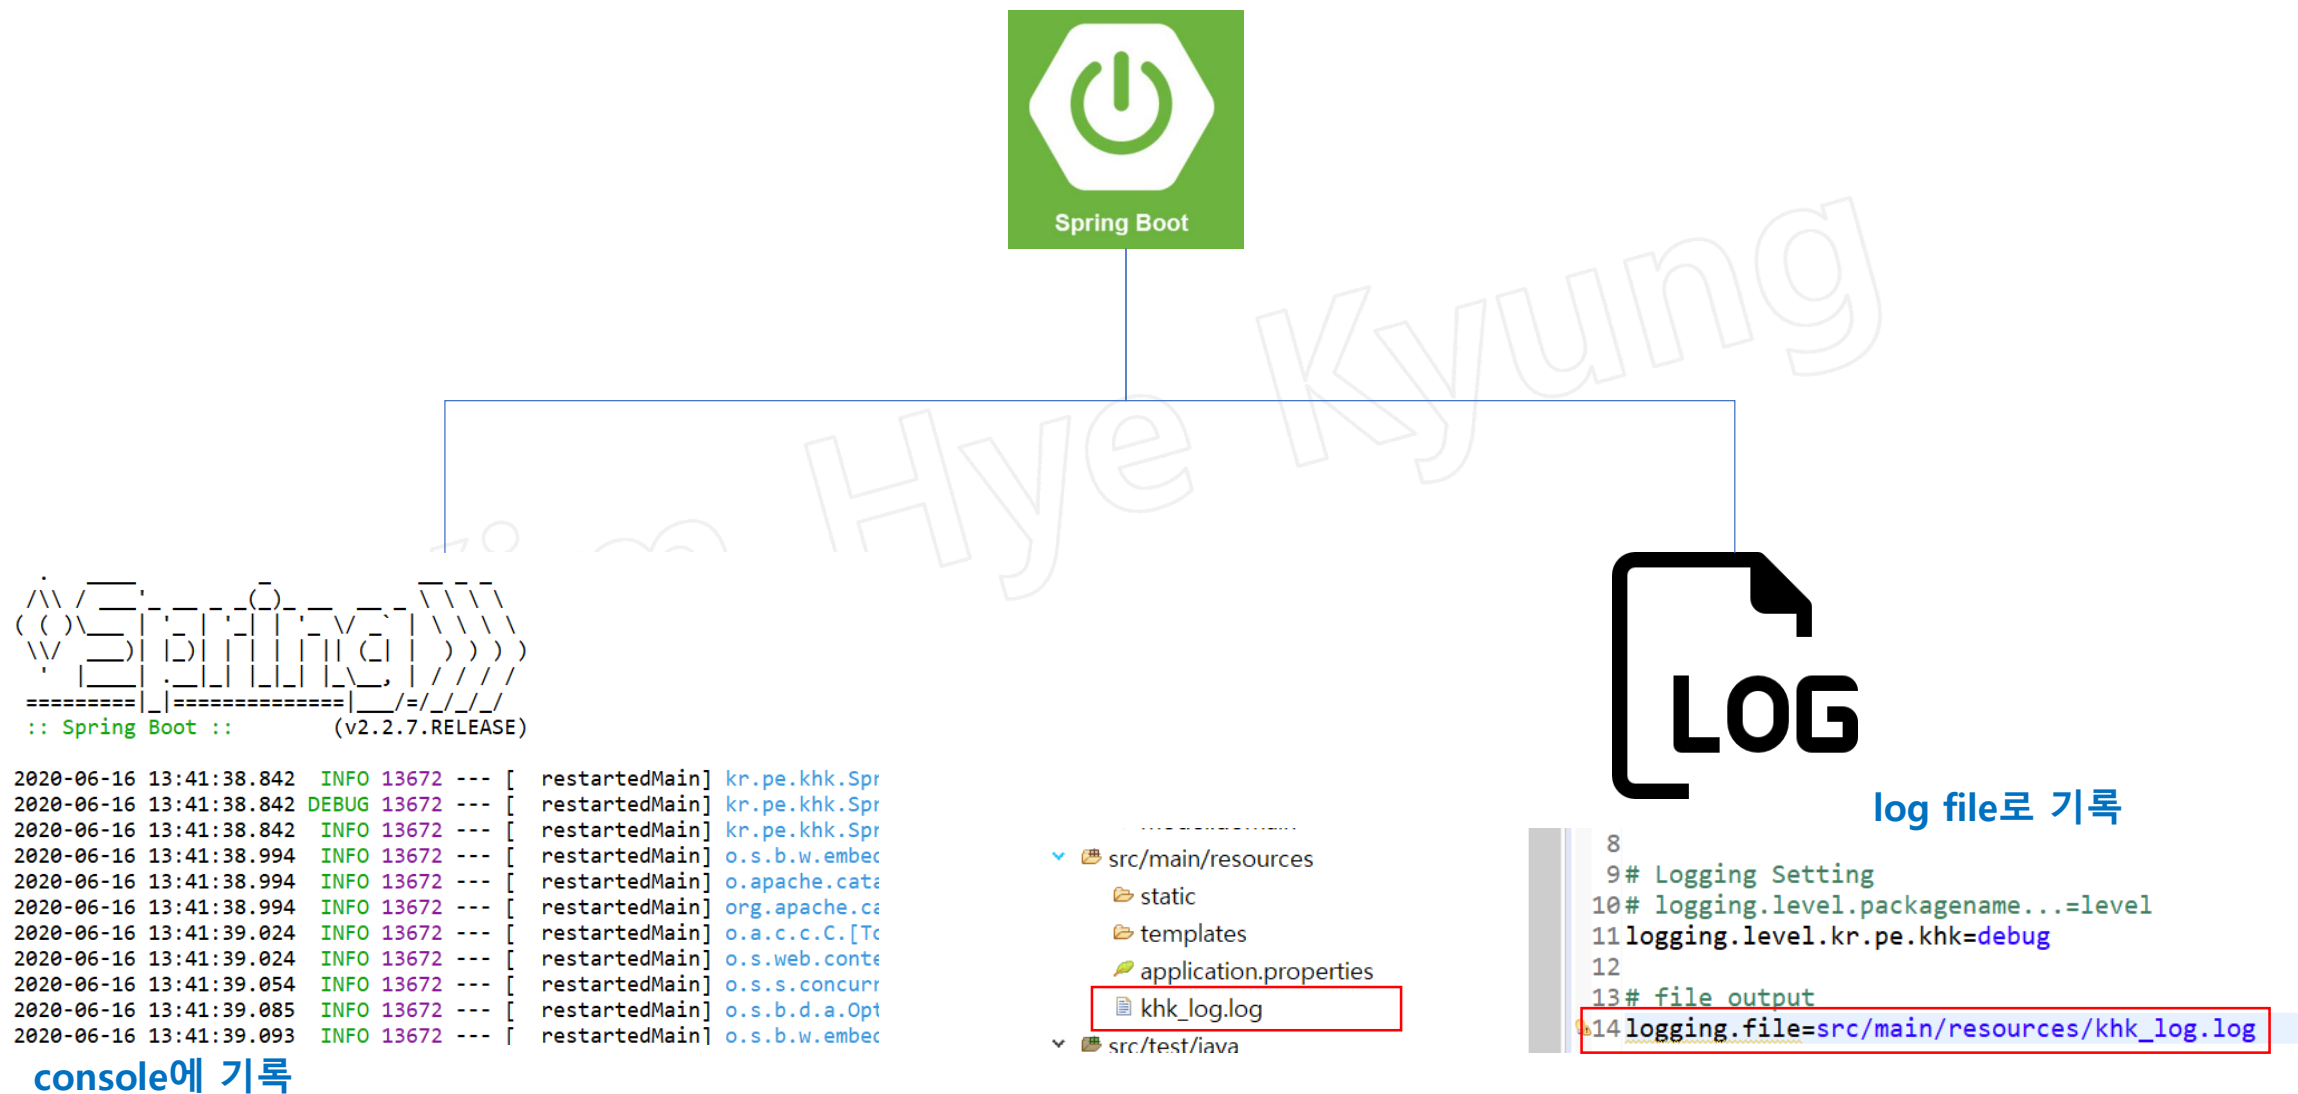 Spring Boot
Kim Hye Kyung
:: Spring Boot ::        (v2.2.7.RELEASE)
2020-06-16 13:41:38.842  INFO 13672 --- [  restartedMain] kr.pe.khk.Spr
2020-06-16 13:41:38.842 DEBUG 13672 --- [  restartedMain] kr.pe.khk.Spr
2020-06-16 13:41:38.842  INFO 13672 --- [  restartedMain] kr.pe.khk.Spr
2020-06-16 13:41:38.994  INFO 13672 --- [  restartedMain] o.s.b.w.embed
2020-06-16 13:41:38.994  INFO 13672 --- [  restartedMain] o.apache.cata
2020-06-16 13:41:38.994  INFO 13672 --- [  restartedMain] org.apache.ca
2020-06-16 13:41:39.024  INFO 13672 --- [  restartedMain] o.a.c.c.C.[To
2020-06-16 13:41:39.024  INFO 13672 --- [  restartedMain] o.s.web.conte
2020-06-16 13:41:39.054  INFO 13672 --- [  restartedMain] o.s.s.concurr
2020-06-16 13:41:39.085  INFO 13672 --- [  restartedMain] o.s.b.d.a.Opt
2020-06-16 13:41:39.093  INFO 13672 --- [  restartedMain] o.s.b.w.embed
console에 기록
src/main/resources
static
templates
application.properties
khk_log.log
src/test/java
LOG
log file로 기록
8
9 # Logging Setting
10 # logging.level.packagename...=level
11 logging.level.kr.pe.khk=debug
12
13 # file output
14 logging.file=src/main/resources/khk_log.log